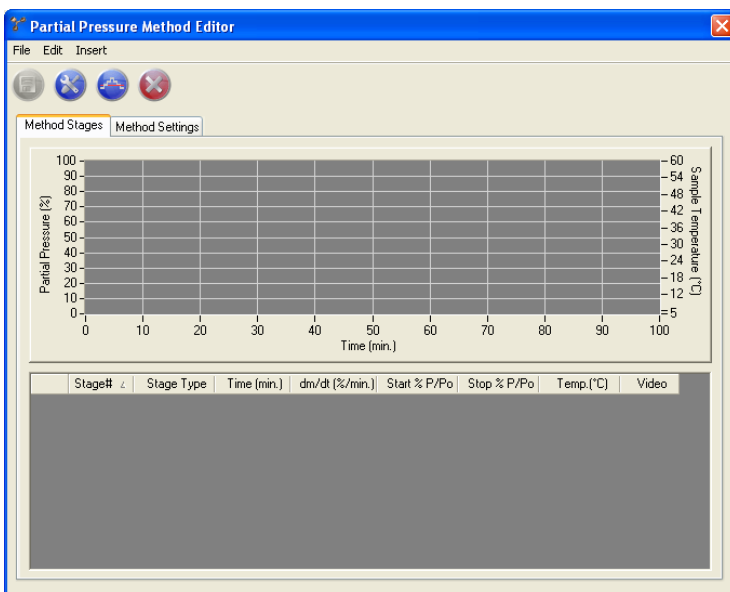 Partial Pressure Method Editor
File Edit Insert
Method Stages Method Settings
Partial Pressure (%)
100
90
80
70
60
50
40
30
20
10
0
60
54
48
42
36
30
24
18
12
5
Sample Temperature (°C)
0 10 20 30 40 50 60 70 80 90 100
Time (min.)
Stage# Stage Type Time (min.) dm/dt (%/min.) Start % P/Po Stop % P/Po Temp.(°C) Video